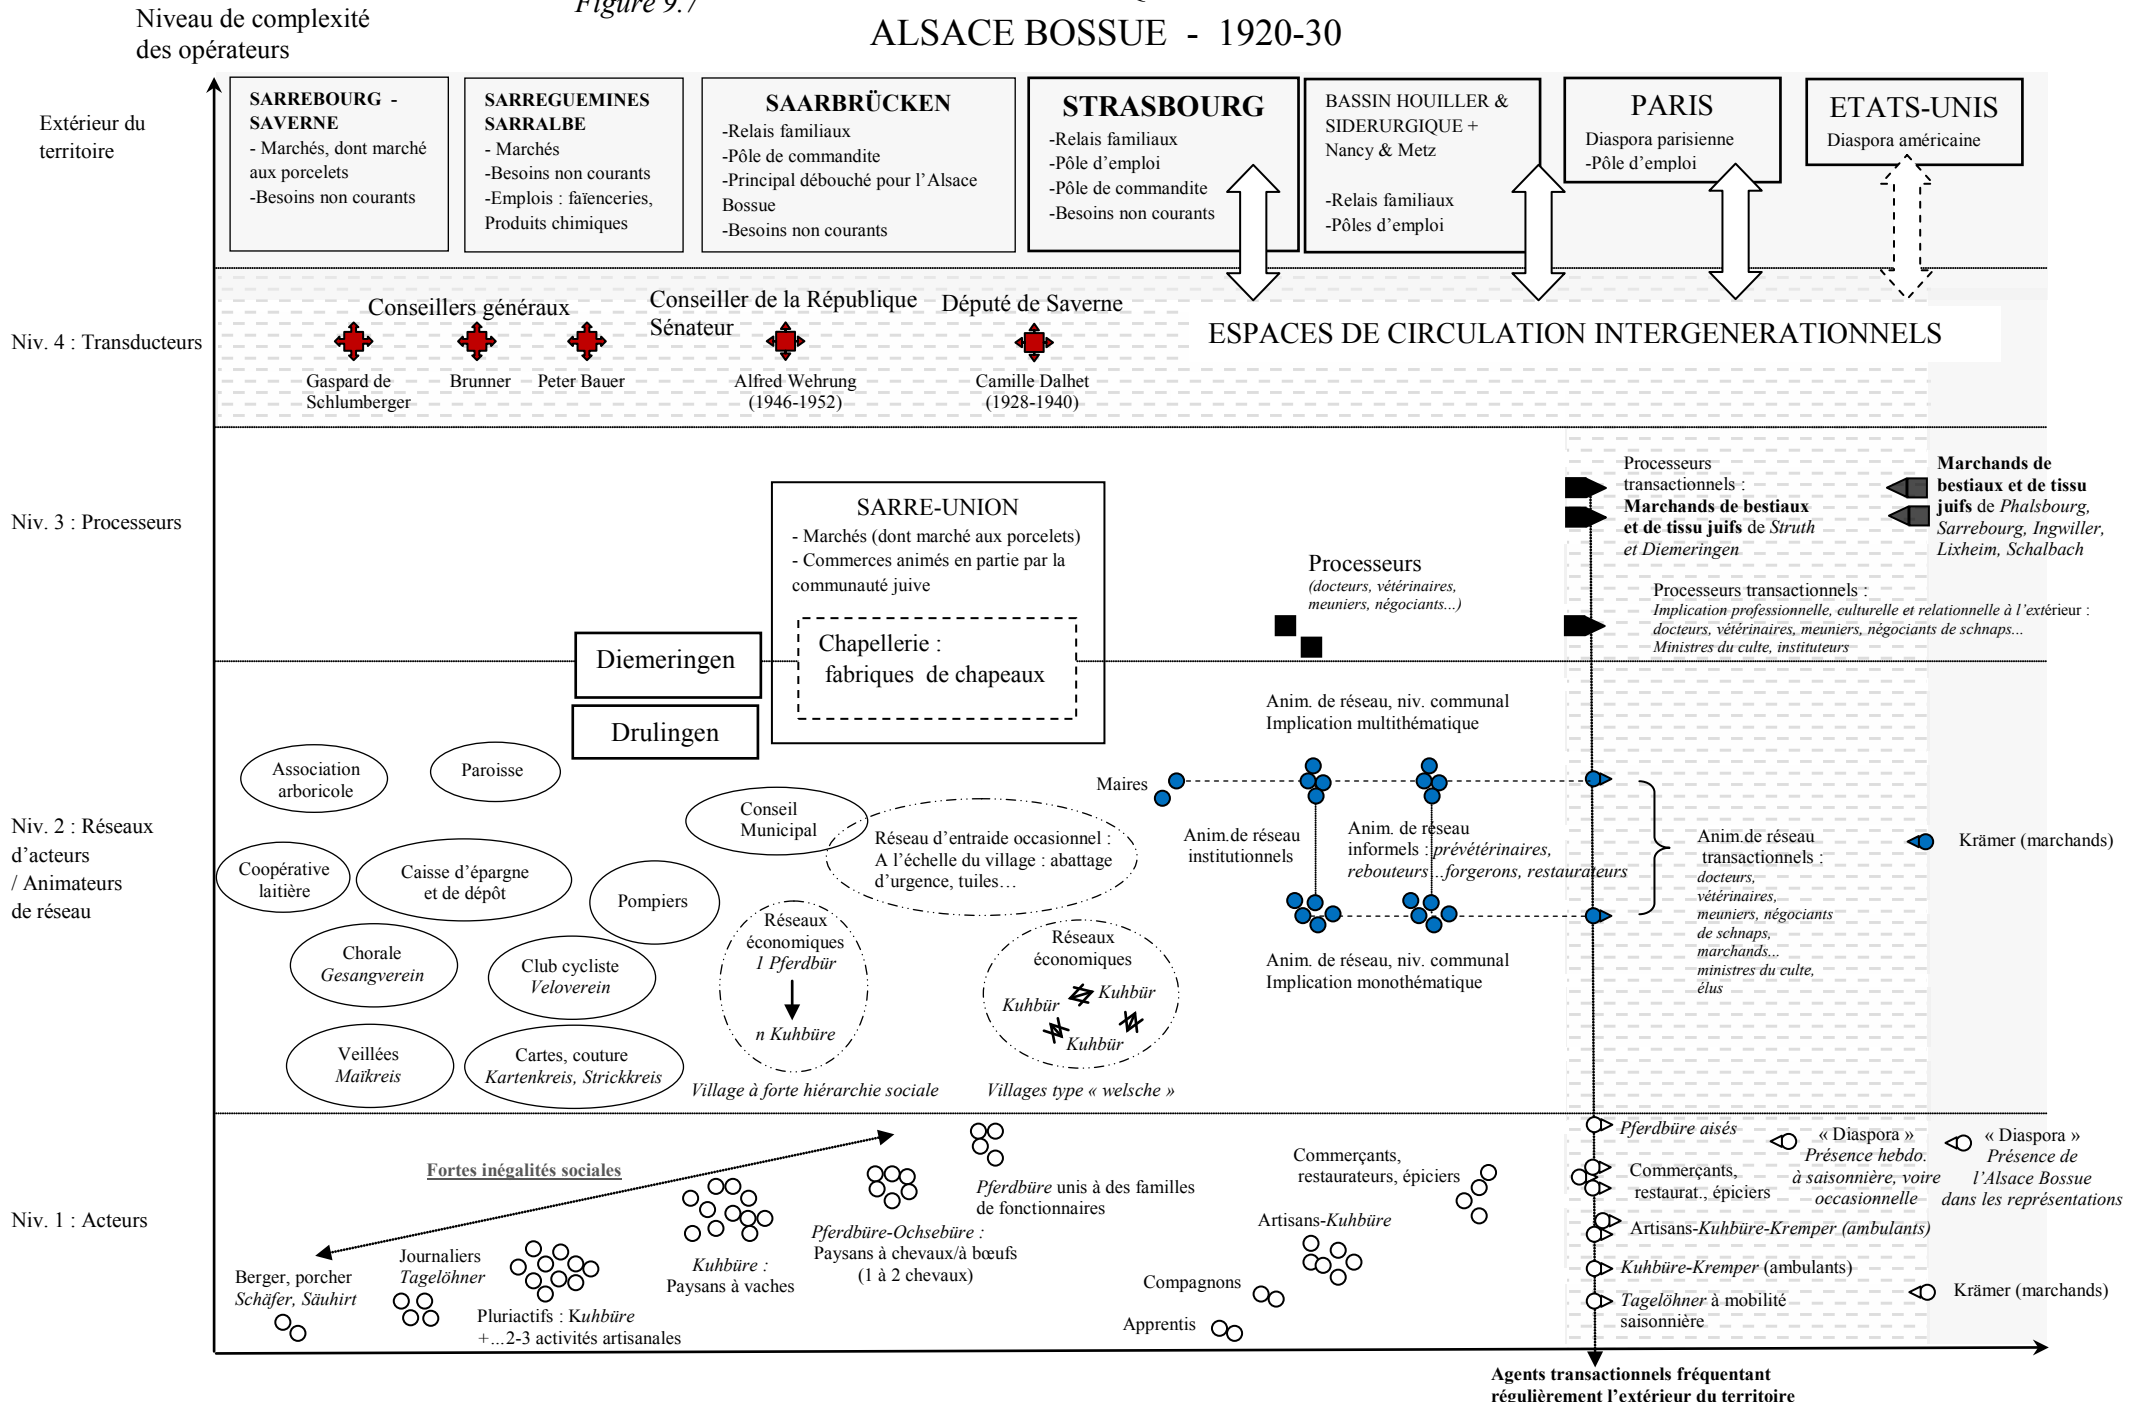 Niveau de complexité
des opérateurs
Figure 9.7
ALSACE BOSSUE - 1920-30
Extérieur du
territoire
SARREBOURG -
SAVERNE
- Marchés, dont marché
aux porcelets
-Besoins non courants
SARREGUEMINES
SARRALBE
- Marchés
-Besoins non courants
-Emplois : faïenceries,
Produits chimiques
SAARBRÜCKEN
-Relais familiaux
-Pôle de commandite
-Principal débouché pour l'Alsace
Bossue
-Besoins non courants
STRASBOURG
-Relais familiaux
-Pôle d'emploi
-Pôle de commandite
-Besoins non courants
BASSIN HOUILLER &
SIDERURGIQUE +
Nancy & Metz
-Relais familiaux
-Pôles d'emploi
PARIS
Diaspora parisienne
-Pôle d'emploi
ETATS-UNIS
Diaspora américaine
Niv. 4 : Transducteurs
Conseillers généraux
Conseiller de la République
Sénateur
Député de Saverne
ESPACES DE CIRCULATION INTERGENERATIONNELS
Gaspard de
Schlumberger
Brunner
Peter Bauer
Alfred Wehrung
(1946-1952)
Camille Dalhet
(1928-1940)
Niv. 3 : Processeurs
SARRE-UNION
- Marchés (dont marché aux porcelets)
- Commerces animés en partie par la
communauté juive
Chapellerie :
fabriques de chapeaux
Diemeringen
Drulingen
Processeurs
(docteurs, vétérinaires,
meuniers, négociants...)
Processeurs
transactionnels :
Marchands de bestiaux
et de tissu juifs de Struth
et Diemeringen
Marchands de
bestiaux et de tissu
juifs de Phalsbourg,
Sarrebourg, Ingwiller,
Lixheim, Schalbach
Processeurs transactionnels :
Implication professionnelle, culturelle et relationnelle à l'extérieur :
docteurs, vétérinaires, meuniers, négociants de schnaps...
Ministres du culte, instituteurs
Niv. 2 : Réseaux
d'acteurs
/ Animateurs
de réseau
Association
arboricole
Paroisse
Conseil
Municipal
Coopérative
laitière
Caisse d'épargne
et de dépôt
Pompiers
Réseau d'entraide occasionnel :
A l'échelle du village : abattage
d'urgence, tuiles…
Chorale
Gesangverein
Club cycliste
Veloverein
Réseaux
économiques
1 Pferdbür
n Kuhbüre
Réseaux
économiques
Kuhbür
Kuhbür
Kuhbür
Veillées
Maïkreis
Cartes, couture
Kartenkreis, Strickkreis
Village à forte hiérarchie sociale
Villages type « welsche »
Anim. de réseau, niv. communal
Implication multithématique
Maires
Anim.de réseau
institutionnels
Anim. de réseau
informels : prévétérinaires,
rebouteux...forgerons, restaurateurs
Anim. de réseau, niv. communal
Implication monothématique
Anim.de réseau
transactionnels :
docteurs,
vétérinaires,
meuniers, négociants
de schnaps,
marchands...
ministres du culte,
élus
Krämer (marchands)
Niv. 1 : Acteurs
Fortes inégalités sociales
Berger, porcher
Schäfer, Säuhirt
Journaliers
Tagelöhner
Pluriactifs : Kuhbüre
+...2-3 activités artisanales
Kuhbüre :
Paysans à vaches
Pferdbüre-Ochsebüre :
Paysans à chevaux/à bœufs
(1 à 2 chevaux)
Pferdbüre unis à des familles
de fonctionnaires
Commerçants,
restaurateurs, épiciers
Artisans-Kuhbüre
Compagnons
Apprentis
Pferdbüre aisés
Commerçants,
restaurat., épiciers
Artisans-Kuhbüre-Kremper (ambulants)
Kuhbüre-Kremper (ambulants)
Tagelöhner à mobilité
saisonnière
« Diaspora »
Présence hebdo.
à saisonnière, voire
occasionnelle
« Diaspora »
Présence de
l'Alsace Bossue
dans les représentations
Krämer (marchands)
Agents transactionnels fréquentant
régulièrement l'extérieur du territoire